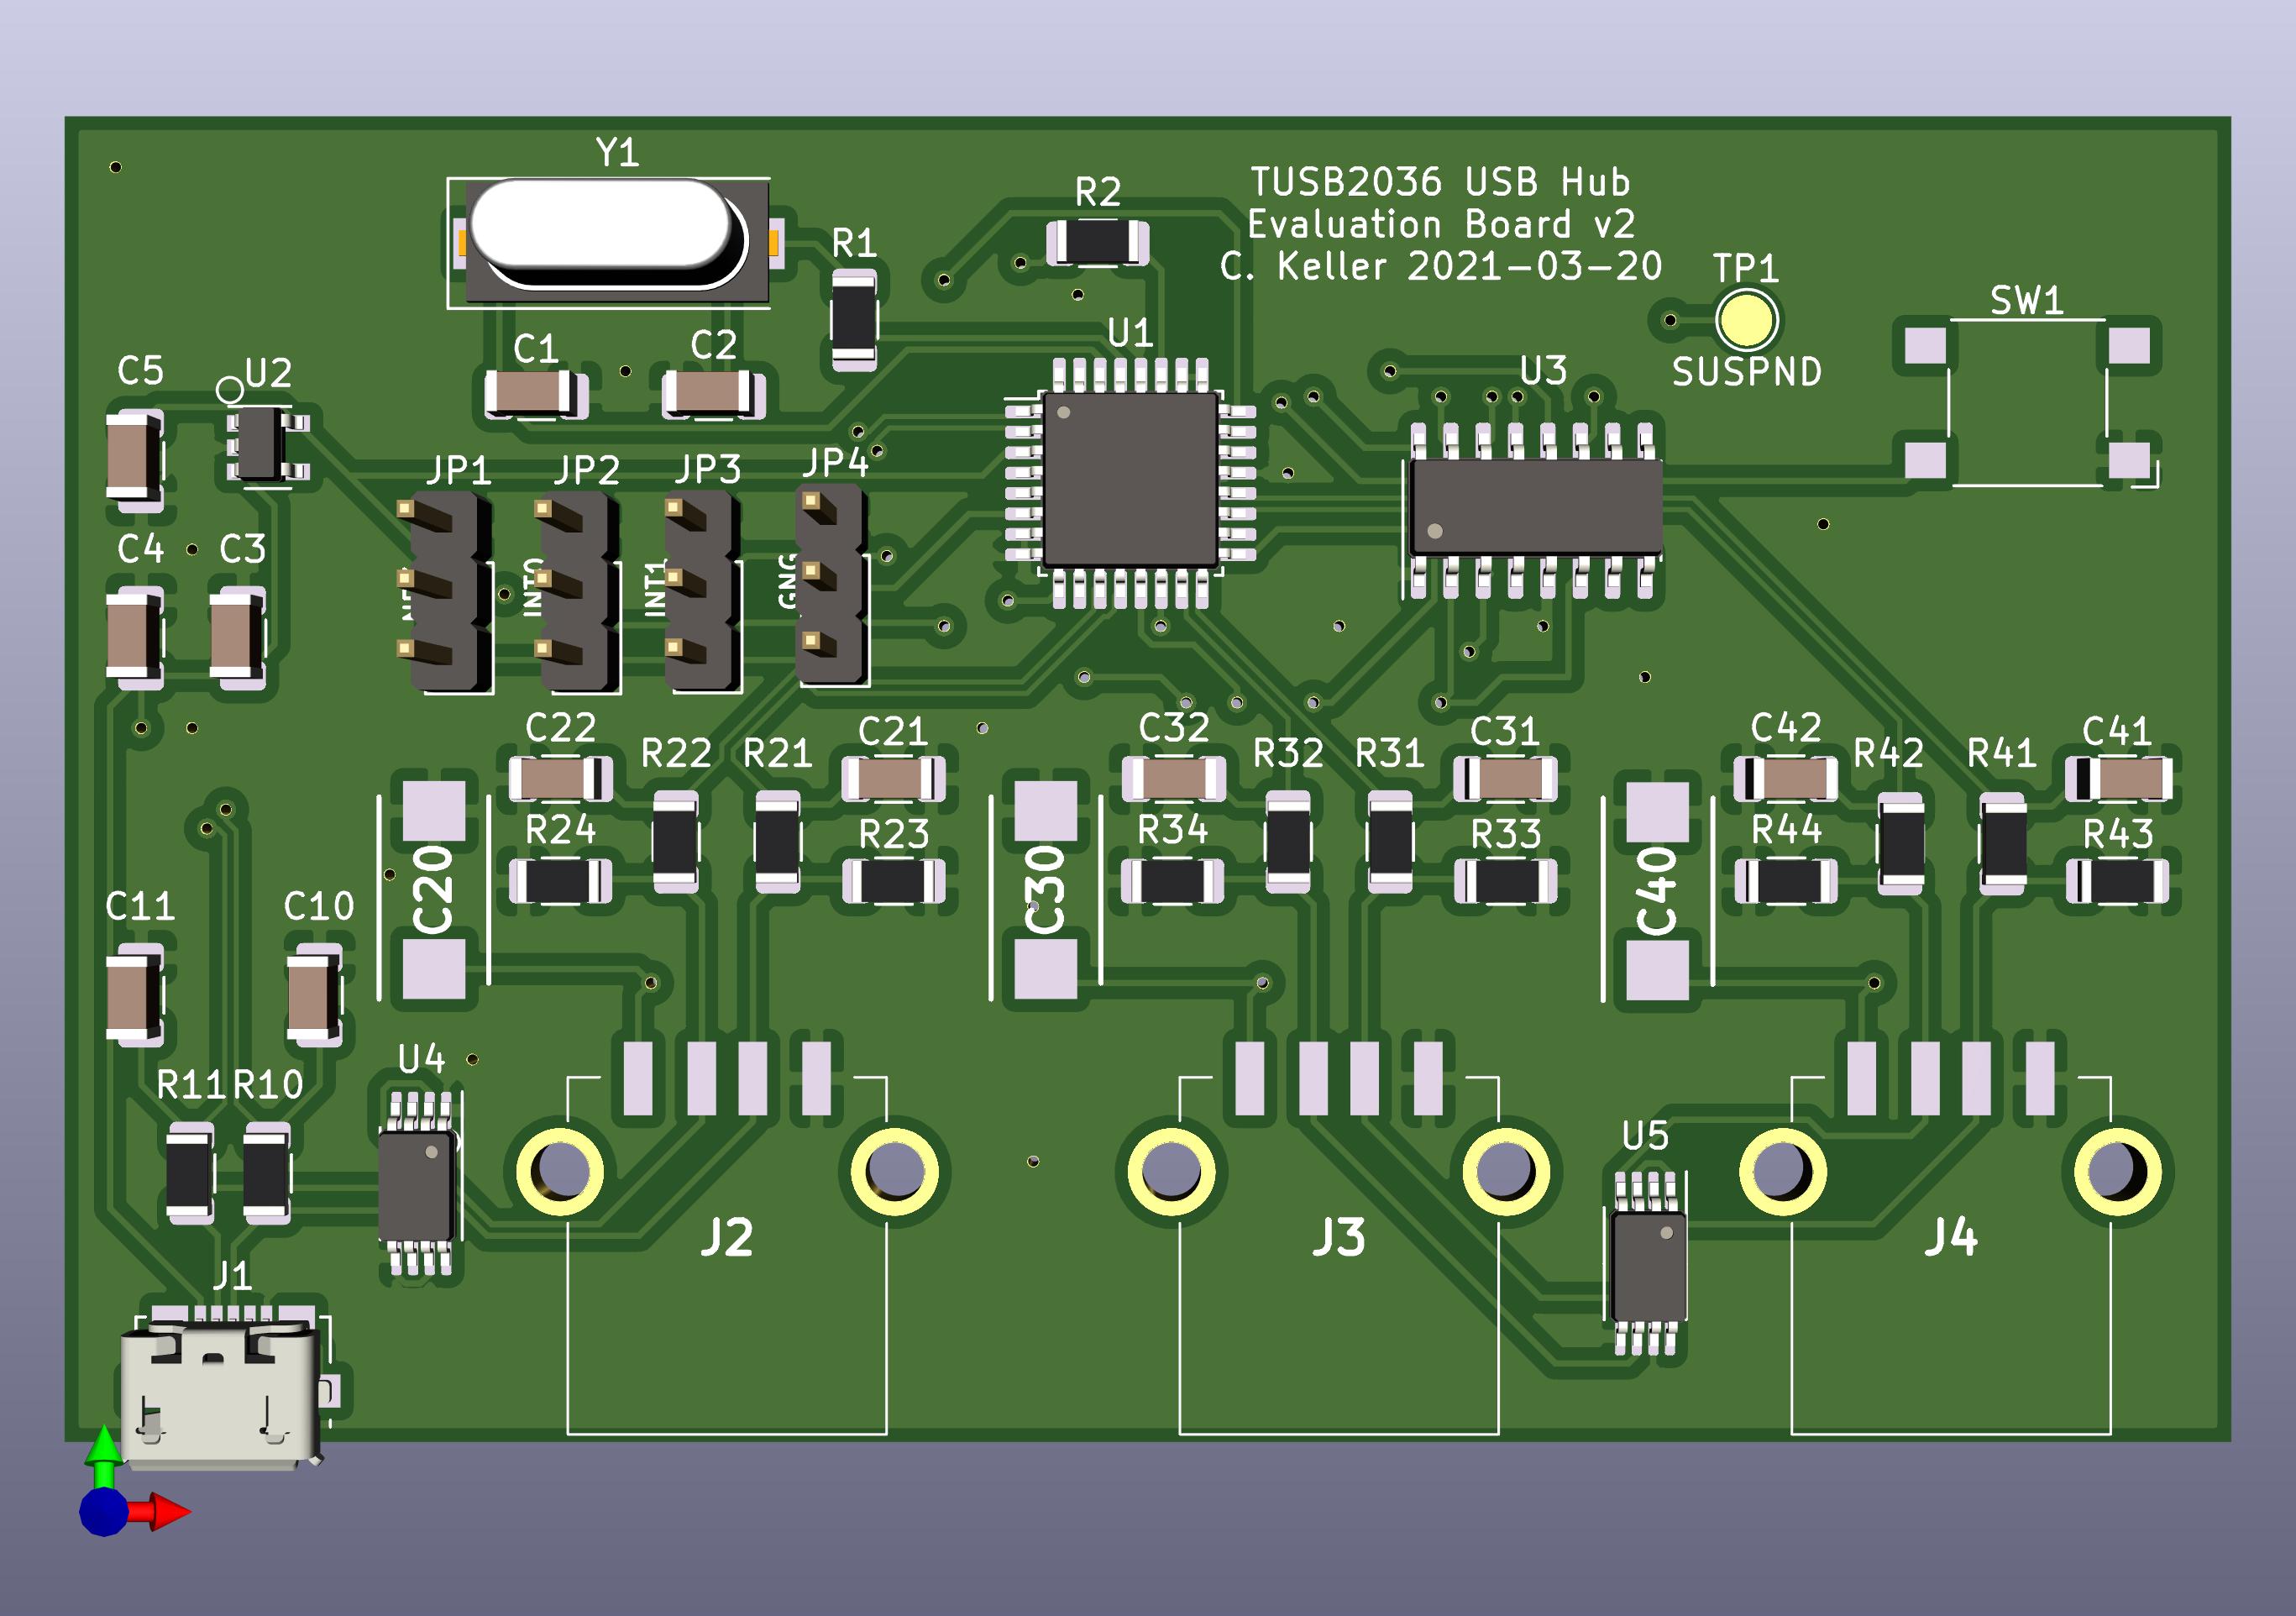 Y1
R2
TUSB2036 USB Hub
Evaluation Board v2
C. Keller 2021-03-20
R1
TP1
SW1
U1
C1
C2
C5
U2
U3
SUSPND
JP1
JP2
JP3
JP4
C4
C3
INT0
INT1
GNG
C22
R22
R21
C21
C32
R32
R31
C31
C42
R42
R41
C41
R24
R23
R34
R33
R44
R43
C20
C30
C40
C11
C10
U4
R11
R10
U5
J2
J3
J4
J1